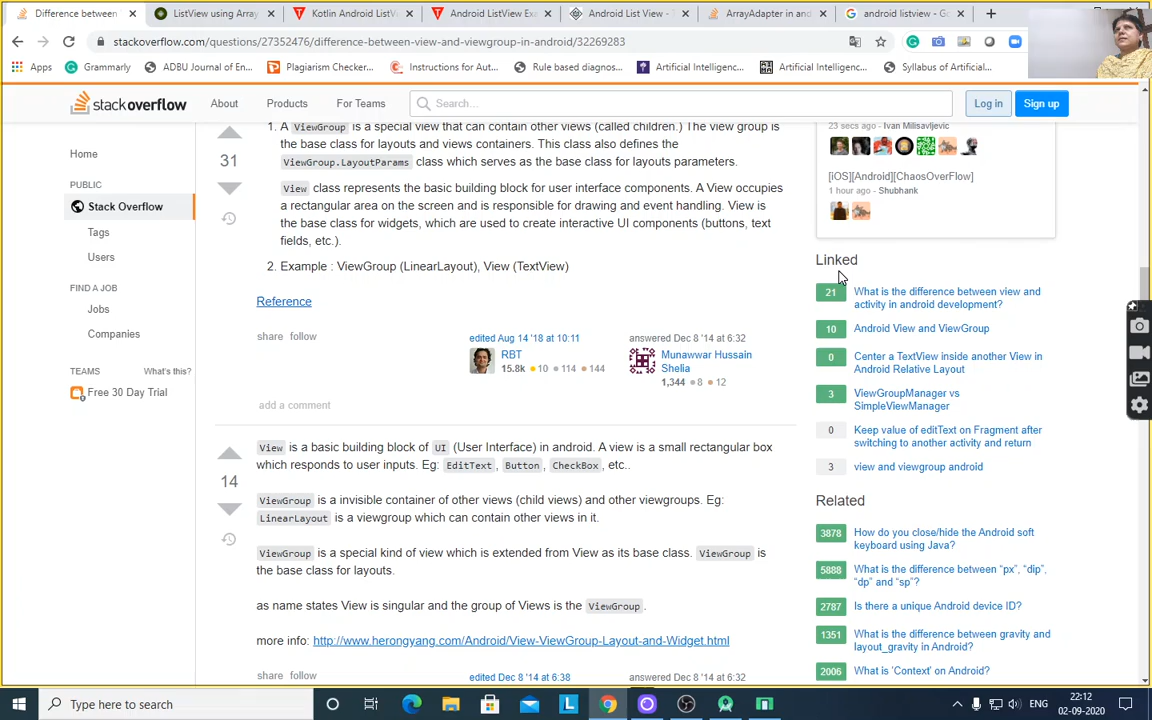 Difference between
ListView using Array
Kotlin Android ListV
Android ListView Exa
Android List View -
ArrayAdapter in and
android listview - Go
stackoverflow.com/questions/27352476/difference-between-view-and-viewgroup-in-android/32269283
Apps
Grammarly
ADBU Journal of En...
Plagiarism Checker...
Instructions for Aut...
Rule based diagnos...
Artificial Intelligenc...
Artificial Intelligenc...
Syllabus of Artificial...
stack overflow
About
Products
For Teams
Search...
Log in
Sign up
Home
PUBLIC
Stack Overflow
Tags
Users
FIND A JOB
Jobs
Companies
TEAMS
What's this?
Free 30 Day Trial
31
1. A ViewGroup is a special view that can contain other views (called children.) The view group is
the base class for layouts and views containers. This class also defines the
ViewGroup.LayoutParams class which serves as the base class for layouts parameters.
View class represents the basic building block for user interface components. A View occupies
a rectangular area on the screen and is responsible for drawing and event handling. View is
the base class for widgets, which are used to create interactive UI components (buttons, text
fields, etc.).
2. Example : ViewGroup (LinearLayout), View (TextView)
Reference
share follow
edited Aug 14 '18 at 10:11
RBT
15.8k 10 114 144
answered Dec 8 '14 at 6:32
Munawwar Hussain
Shelia
1,344 8 12
add a comment
14
View is a basic building block of UI (User Interface) in android. A view is a small rectangular box
which responds to user inputs. Eg: EditText , Button , CheckBox , etc..
ViewGroup is a invisible container of other views (child views) and other viewgroups. Eg:
LinearLayout is a viewgroup which can contain other views in it.
ViewGroup is a special kind of view which is extended from View as its base class. ViewGroup is
the base class for layouts.
as name states View is singular and the group of Views is the ViewGroup .
more info: http://www.herongyang.com/Android/View-ViewGroup-Layout-and-Widget.html
share follow
edited Dec 8 '14 at 6:38
answered Dec 8 '14 at 6:32
23 secs ago - Ivan Milisavljevic
[iOS][Android][ChaosOverFlow]
1 hour ago - Shubhank
Linked
21 What is the difference between view and
activity in android development?
10 Android View and ViewGroup
0 Center a TextView inside another View in
Android Relative Layout
3 ViewGroupManager vs
SimpleViewManager
0 Keep value of editText on Fragment after
switching to another activity and return
3 view and viewgroup android
Related
3878 How do you close/hide the Android soft
keyboard using Java?
5888 What is the difference between “px”, “dip”,
“dp” and “sp”?
2787 Is there a unique Android device ID?
1351 What is the difference between gravity and
layout_gravity in Android?
2006 What is 'Context' on Android?
Type here to search
ENG
22:12
02-09-2020